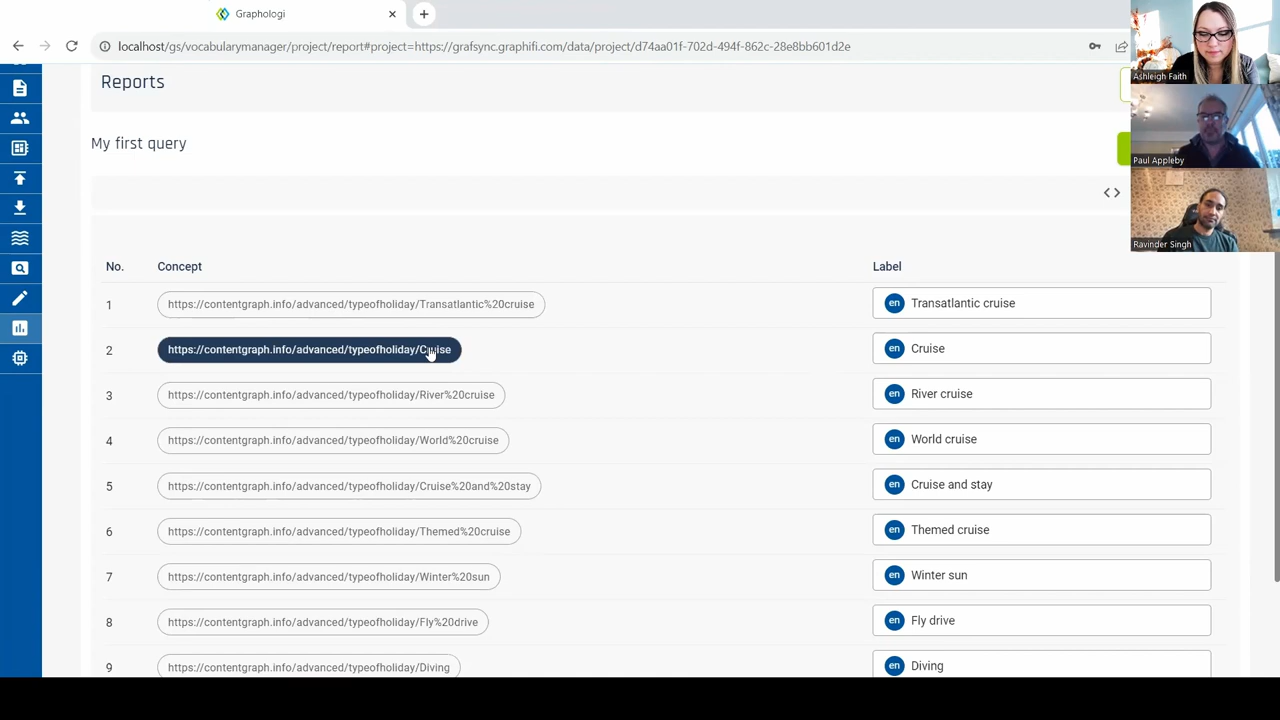 Graphologi
localhost/gs/vocabularymanager/project/report#project=https://grafsync.graphifi.com/data/project/d74aa01f-702d-494f-862c-28e8bb601d2e
Ashleigh Faith
Paul Appleby
Ravinder Singh
Reports
My first query
<>
No. Concept Label
1 https://contentgraph.info/advanced/typeofholiday/Transatlantic%20cruise en Transatlantic cruise
2 https://contentgraph.info/advanced/typeofholiday/Cruise en Cruise
3 https://contentgraph.info/advanced/typeofholiday/River%20cruise en River cruise
4 https://contentgraph.info/advanced/typeofholiday/World%20cruise en World cruise
5 https://contentgraph.info/advanced/typeofholiday/Cruise%20and%20stay en Cruise and stay
6 https://contentgraph.info/advanced/typeofholiday/Themed%20cruise en Themed cruise
7 https://contentgraph.info/advanced/typeofholiday/Winter%20sun en Winter sun
8 https://contentgraph.info/advanced/typeofholiday/Fly%20drive en Fly drive
9 https://contentgraph.info/advanced/typeofholiday/Diving en Diving